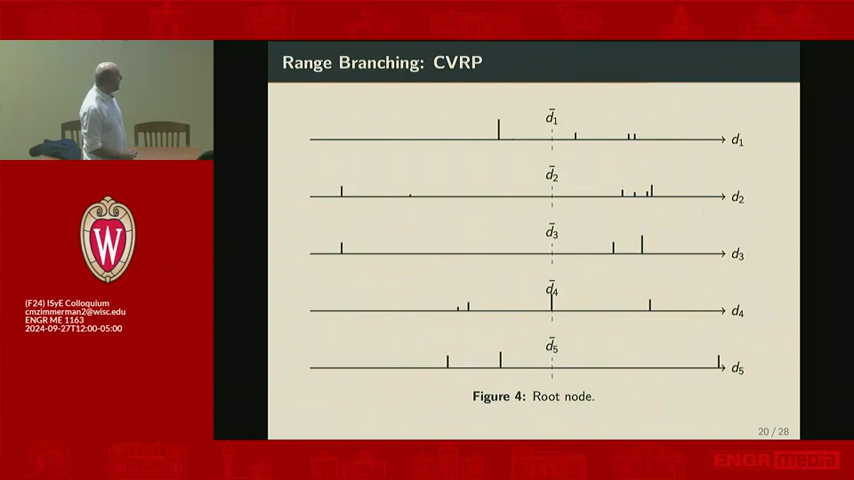 Range Branching: CVRP
d̄1
d1
d̄2
d2
d̄3
d3
d̄4
d4
d̄5
d5
Figure 4: Root node.
20 / 28
W
(F24) ISyE Colloquium
cmzimmerman2@wisc.edu
ENGR ME 1163
2024-09-27T12:00-05:00
ENGR media